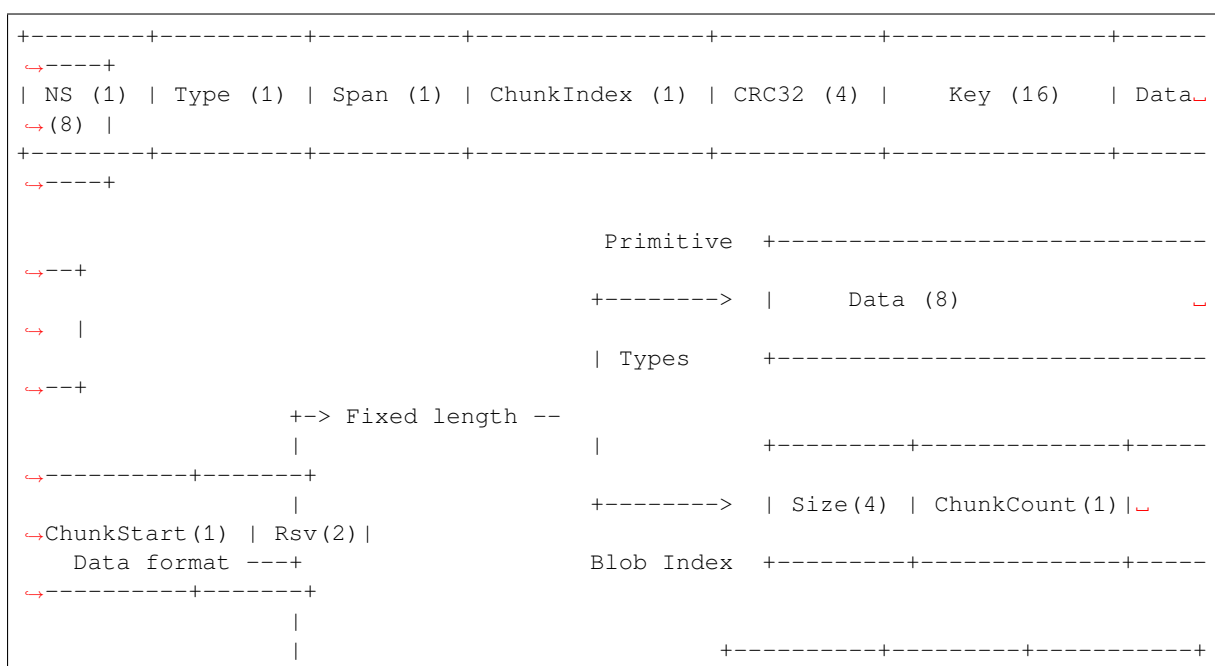 +--------+----------+----------+----------------+-----------+---------------+------
↪----+
| NS (1) | Type (1) | Span (1) | ChunkIndex (1) | CRC32 (4) |    Key (16)   | Data␣
↪(8) |
+--------+----------+----------+----------------+-----------+---------------+------
↪----+
                                         Primitive  +------------------------------
↪--+
                                        +-------->  |     Data (8)                ␣
↪  |
                                        | Types     +------------------------------
↪--+
                   +-> Fixed length --
                   |                    |           +---------+--------------+-----
↪----------+-------+
                   |                    +-------->  | Size(4) | ChunkCount(1)|␣
↪ChunkStart(1) | Rsv(2)|
    Data format ---+                    Blob Index  +---------+--------------+-----
↪----------+-------+
                   |
                   |                             +----------+---------+-----------+